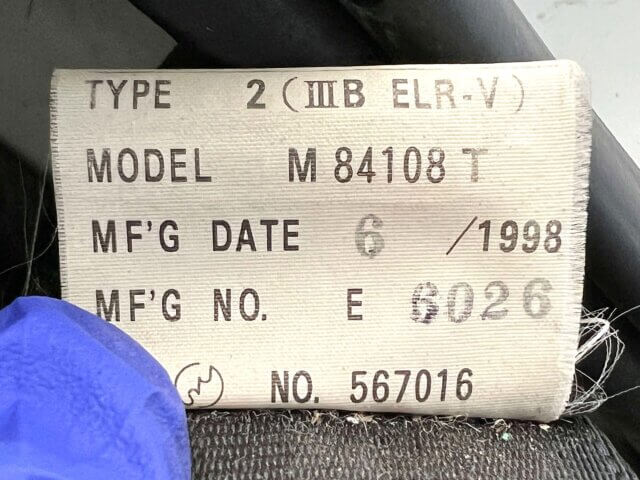 TYPE 2 (ⅢB ELR-V)
MODEL M 84108 T
MF'G DATE 6 /1998
MF'G NO. E 6026
NO. 567016